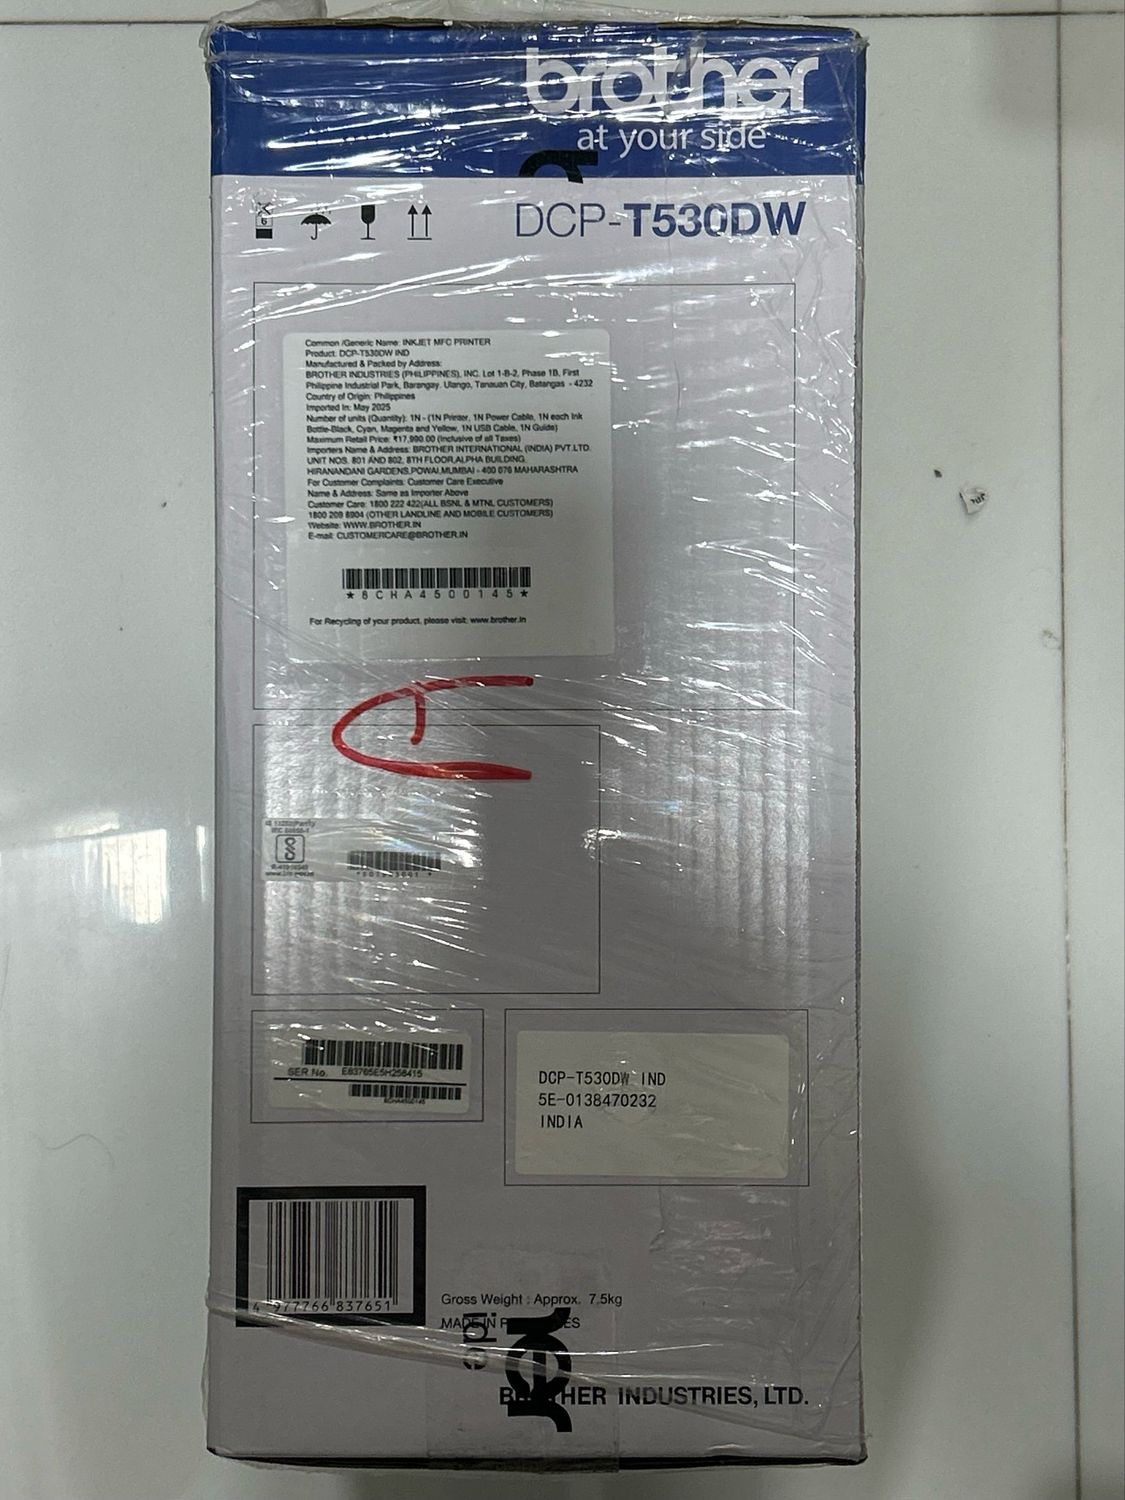 brother
at your side
DCP-T530DW
Common /Generic Name: INKJET MFC PRINTER
Product: DCP-T530DW IND
Manufactured & Packed by Address:
BROTHER INDUSTRIES (PHILIPPINES), INC. Lot 1-B-2, Phase 1B, First
Philippine Industrial Park, Barangay. Ulango, Tanauan City, Batangas - 4232
Country of Origin: Philippines
Imported In: May 2025
Number of units (Quantity): 1N - (1N Printer, 1N Power Cable, 1N each Ink
Bottle-Black, Cyan, Magenta and Yellow, 1N USB Cable, 1N Guide)
Maximum Retail Price: ₹17,990.00 (Inclusive of all Taxes)
Importers Name & Address: BROTHER INTERNATIONAL (INDIA) PVT.LTD.
UNIT NOS. 801 AND 802, 8TH FLOOR,ALPHA BUILDING,
HIRANANDANI GARDENS,POWAI,MUMBAI - 400 076 MAHARASHTRA
For Customer Complaints: Customer Care Executive
Name & Address: Same as Importer Above
Customer Care: 1800 222 422(ALL BSNL & MTNL CUSTOMERS)
1800 209 8904 (OTHER LANDLINE AND MOBILE CUSTOMERS)
Website: WWW.BROTHER.IN
E-mail: CUSTOMERCARE@BROTHER.IN
*8CHA4500145*
For Recycling of your product, please visit: www.brother.in
SER.No. E83765E5H256415
8CHA4500145
DCP-T530DW IND
5E-0138470232
INDIA
4 977766 837651
Gross Weight : Approx. 7.5kg
MADE IN
BROTHER INDUSTRIES, LTD.